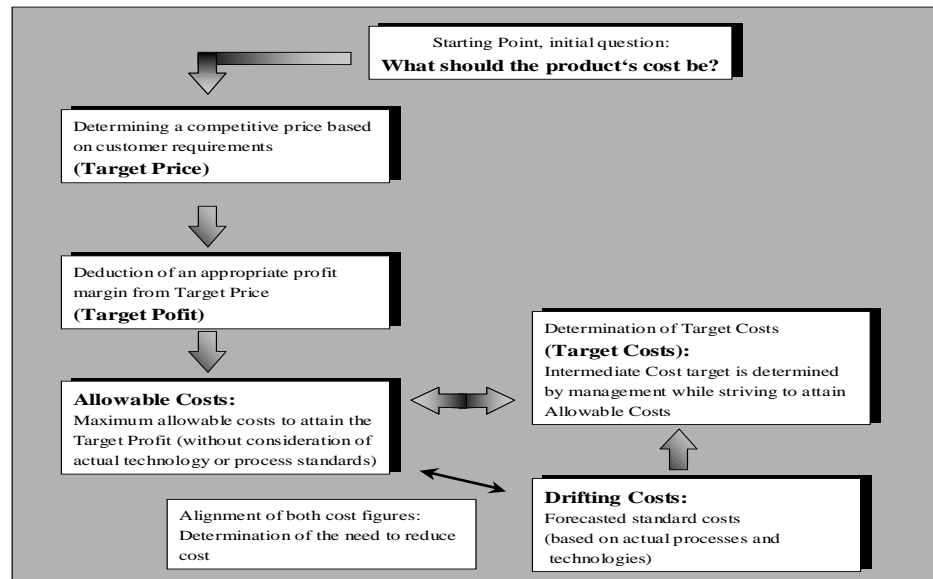 Starting Point, initial question:
What should the product‘s cost be?
Determining a competitive price based
on customer requirements
(Target Price)
Deduction of an appropriate profit
margin from Target Price
(Target Pofit)
Allowable Costs:
Maximum allowable costs to attain the
Target Profit (without consideration of
actual technology or process standards)
Determination of Target Costs
(Target Costs):
Intermediate Cost target is determined
by management while striving to attain
Allowable Costs
Alignment of both cost figures:
Determination of the need to reduce
cost
Drifting Costs:
Forecasted standard costs
(based on actual processes and
technologies)